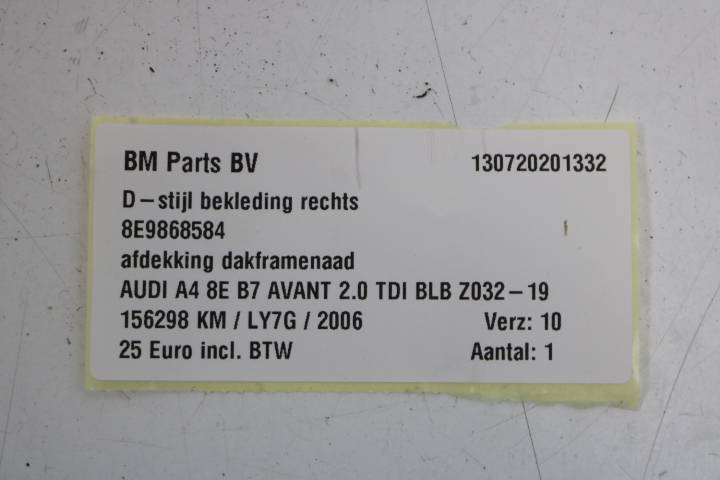 BM Parts BV 130720201332
D-stijl bekleding rechts
8E9868584
afdekking dakframenaad
AUDI A4 8E B7 AVANT 2.0 TDI BLB Z032-19
156298 KM / LY7G / 2006 Verz: 10
25 Euro incl. BTW Aantal: 1